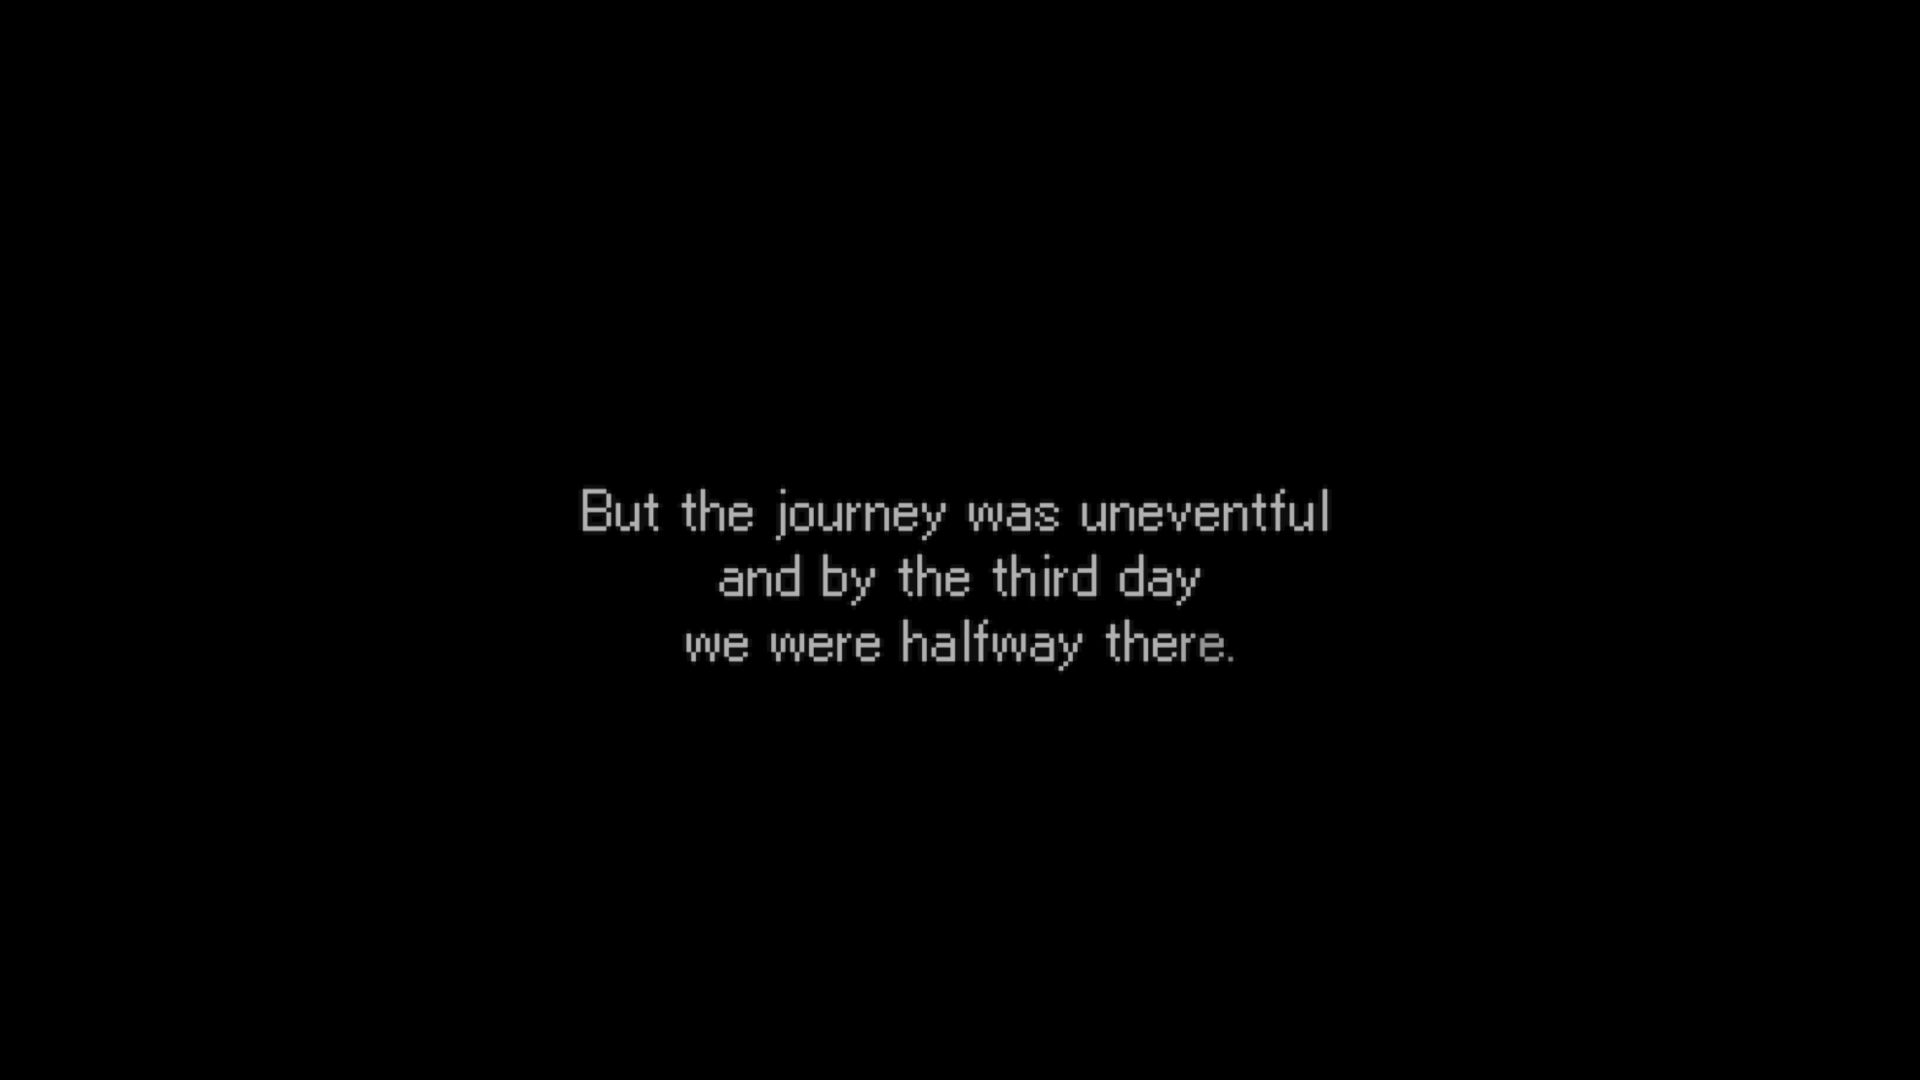 But the journey was uneventful
and by the third day
we were halfway there.